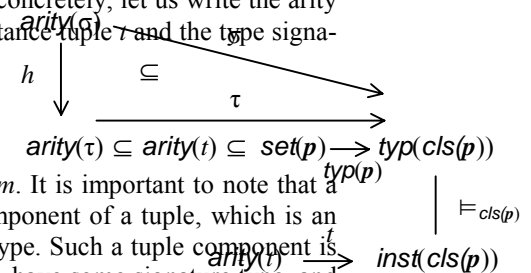 concretely, let us write the arity
arity(σ)
tance tuple t and the type signa-
σ
h
⊆
τ
arity(τ) ⊆ arity(t) ⊆ set(p) → typ(cls(p))
typ(p)
m. It is important to note that a
mponent of a tuple, which is an
⊨cls(p)
ype. Such a tuple component is
t
arity(t) → inst(cls(p))